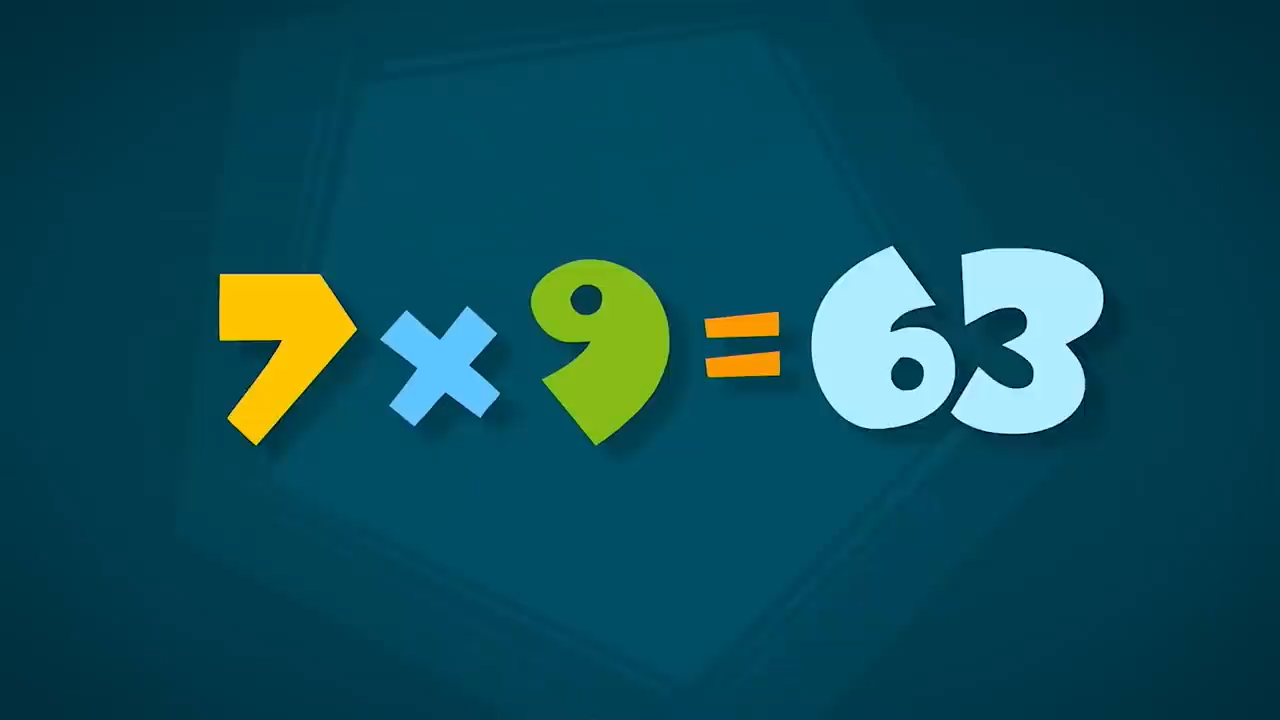 7 × 9 = 63